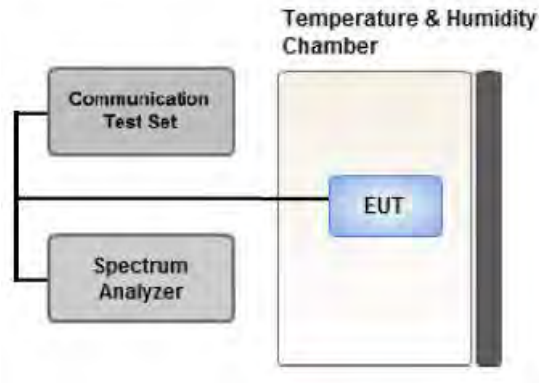 Temperature & Humidity
Chamber
Communication
Test Set
EUT
Spectrum
Analyzer